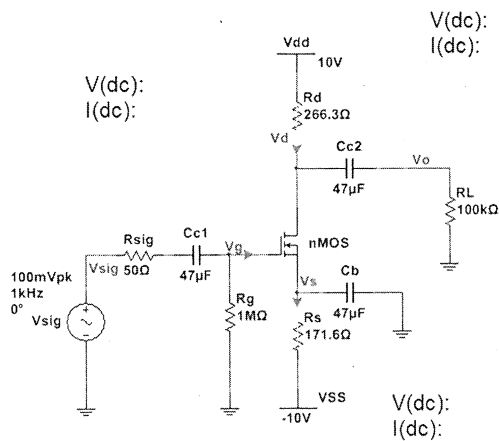 V(dc):
I(dc):
V(dc):
I(dc):
Vdd
10V
Rd
266.3Ω
Vd
Cc2
47µF
Vo
RL
100kΩ
nMOS
Rsig
50Ω
Cc1
47µF
Vg
Vsig
100mVpk
1kHz
0°
Vsig
Rg
1MΩ
Vs
Cb
47µF
Rs
171.6Ω
VSS
-10V
V(dc):
I(dc):